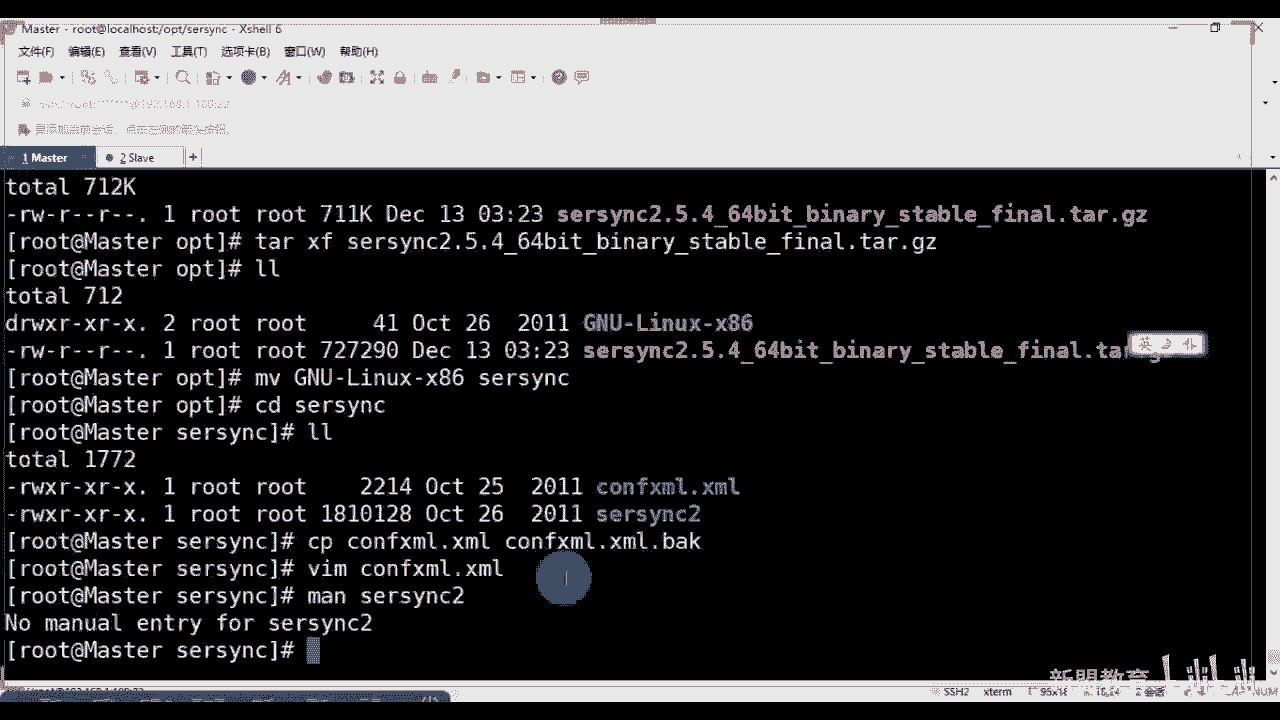 Master - root@localhost:/opt/sersync - Xshell 6
文件(F) 编辑(E) 查看(V) 工具(T) 选项卡(B) 窗口(W) 帮助(H)
1 Master 2 Slave +
total 712K
-rw-r--r--. 1 root root 711K Dec 13 03:23 sersync2.5.4_64bit_binary_stable_final.tar.gz
[root@Master opt]# tar xf sersync2.5.4_64bit_binary_stable_final.tar.gz
[root@Master opt]# ll
total 712
drwxr-xr-x. 2 root root     41 Oct 26  2011 GNU-Linux-x86
-rw-r--r--. 1 root root 727290 Dec 13 03:23 sersync2.5.4_64bit_binary_stable_final.tar.g
英
[root@Master opt]# mv GNU-Linux-x86 sersync
[root@Master opt]# cd sersync
[root@Master sersync]# ll
total 1772
-rwxr-xr-x. 1 root root    2214 Oct 25  2011 confxml.xml
-rwxr-xr-x. 1 root root 1810128 Oct 26  2011 sersync2
[root@Master sersync]# cp confxml.xml confxml.xml.bak
[root@Master sersync]# vim confxml.xml
[root@Master sersync]# man sersync2
No manual entry for sersync2
[root@Master sersync]#
新盟教育
SSH2 xterm